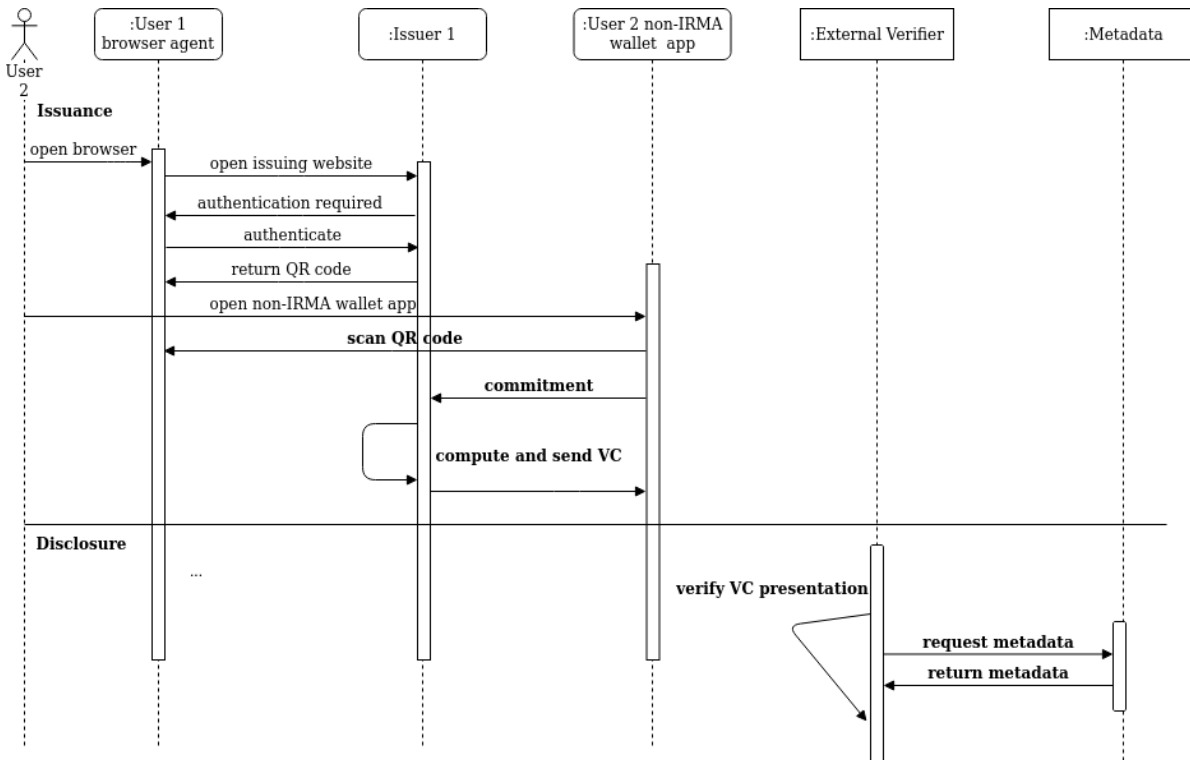 :User 1
browser agent
:Issuer 1
:User 2 non-IRMA
wallet app
:External Verifier
:Metadata
User
2
Issuance
open browser
open issuing website
authentication required
authenticate
return QR code
open non-IRMA wallet app
scan QR code
commitment
compute and send VC
Disclosure
...
verify VC presentation
request metadata
return metadata